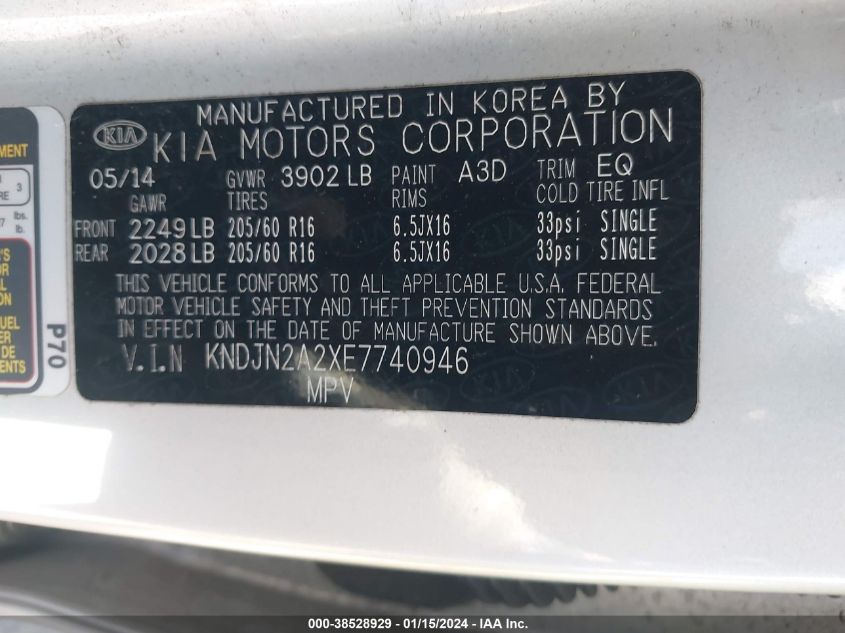 MANUFACTURED IN KOREA BY
KIA KIA MOTORS CORPORATION
05/14 GVWR 3902 LB PAINT A3D TRIM EQ
GAWR TIRES RIMS COLD TIRE INFL
FRONT 2249 LB 205/60 R16 6.5JX16 33psi SINGLE
REAR 2028 LB 205/60 R16 6.5JX16 33psi SINGLE
THIS VEHICLE CONFORMS TO ALL APPLICABLE U.S.A. FEDERAL
MOTOR VEHICLE SAFETY AND THEFT PREVENTION STANDARDS
IN EFFECT ON THE DATE OF MANUFACTURE SHOWN ABOVE.
V.I.N KNDJN2A2XE7740946
MPV
3
lbs.
lb.
DE
P70
000-38528929 - 01/15/2024 - IAA Inc.